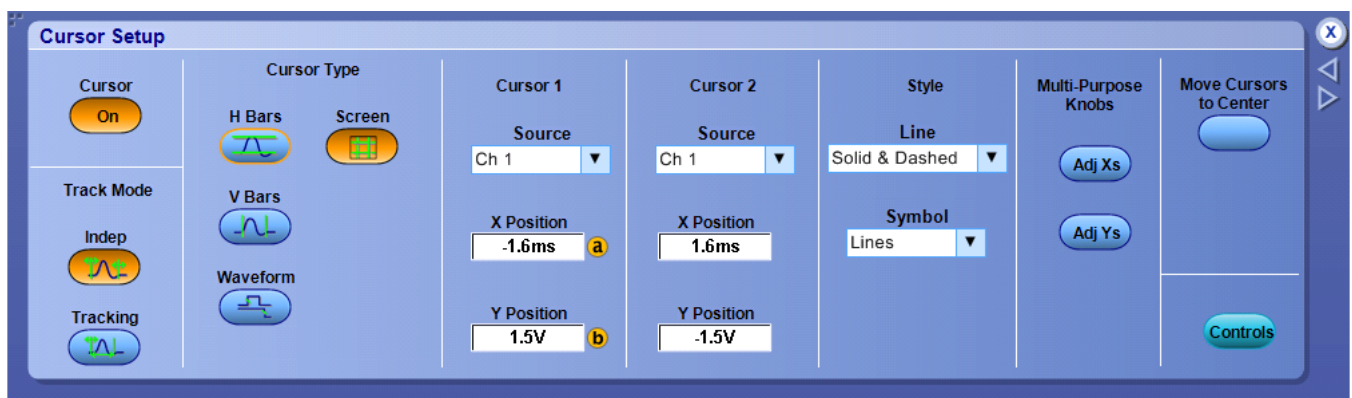 Cursor Setup
X
Cursor
On
Track Mode
Indep
Tracking
Cursor Type
H Bars
Screen
V Bars
Waveform
Cursor 1
Source
Ch 1
X Position
-1.6ms
a
Y Position
1.5V
b
Cursor 2
Source
Ch 1
X Position
1.6ms
Y Position
-1.5V
Style
Line
Solid & Dashed
Symbol
Lines
Multi-Purpose
Knobs
Adj Xs
Adj Ys
Move Cursors
to Center
Controls